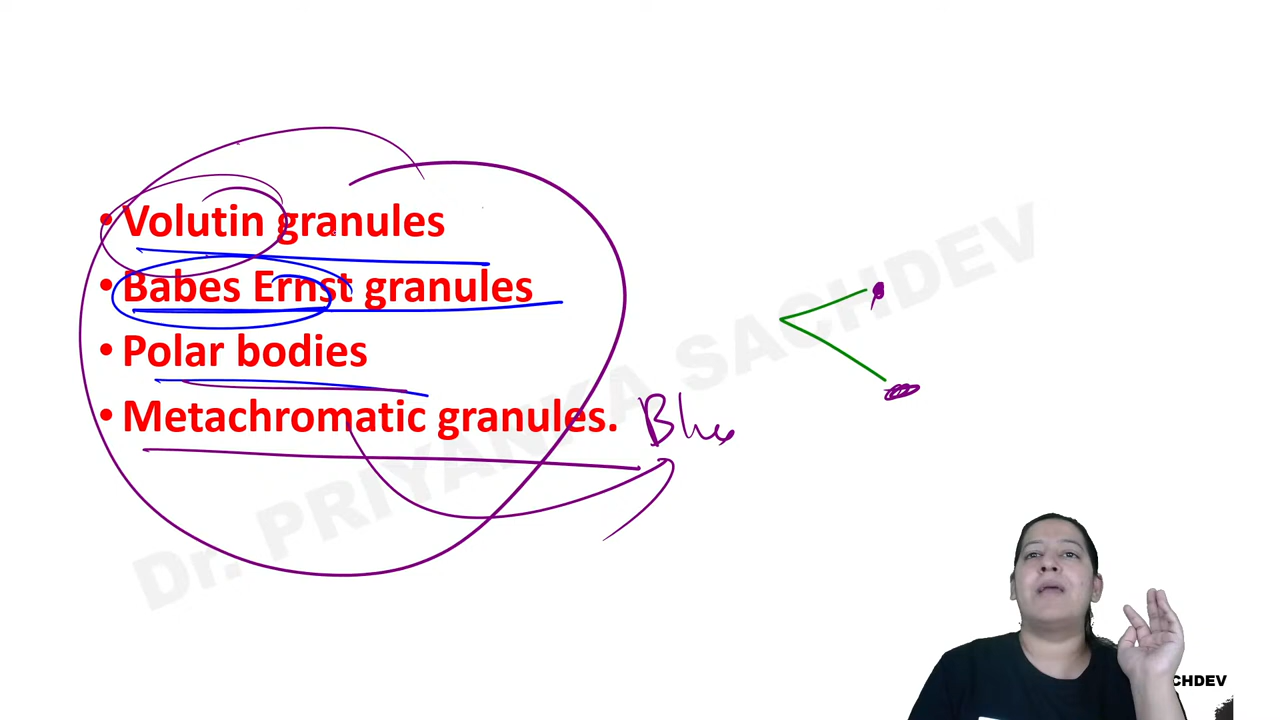 • Volutin granules
• Babes Ernst granules
• Polar bodies
• Metachromatic granules.
Dr. PRIYANKA SACHDEV
CHDEV